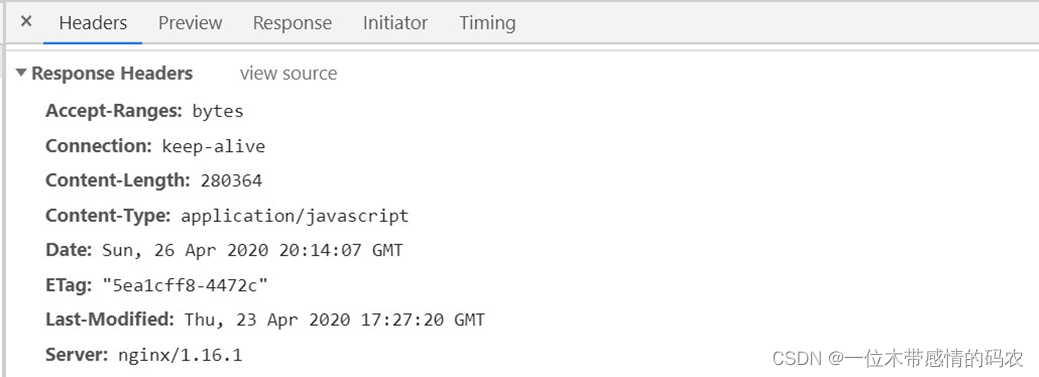 × Headers Preview Response Initiator Timing
▼ Response Headers view source
Accept-Ranges: bytes
Connection: keep-alive
Content-Length: 280364
Content-Type: application/javascript
Date: Sun, 26 Apr 2020 20:14:07 GMT
ETag: "5ea1cff8-4472c"
Last-Modified: Thu, 23 Apr 2020 17:27:20 GMT
Server: nginx/1.16.1
CSDN @一位木带感情的码农